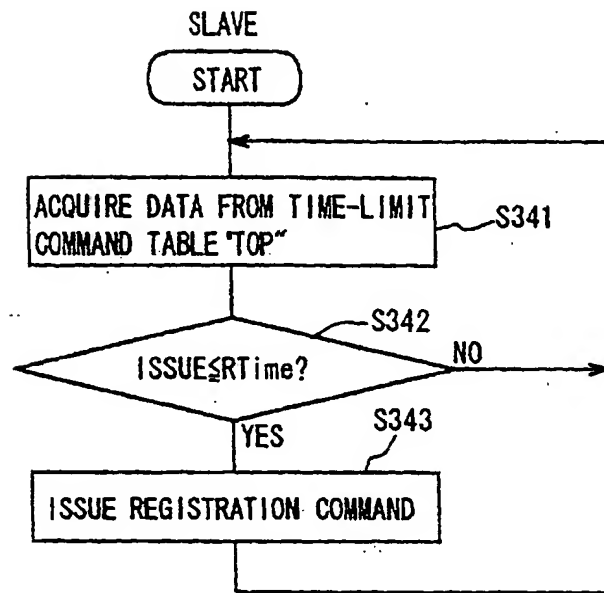 SLAVE
START
ACQUIRE DATA FROM TIME-LIMIT
COMMAND TABLE "TOP"
S341
S342
ISSUE≦RTime?
NO
YES
S343
ISSUE REGISTRATION COMMAND